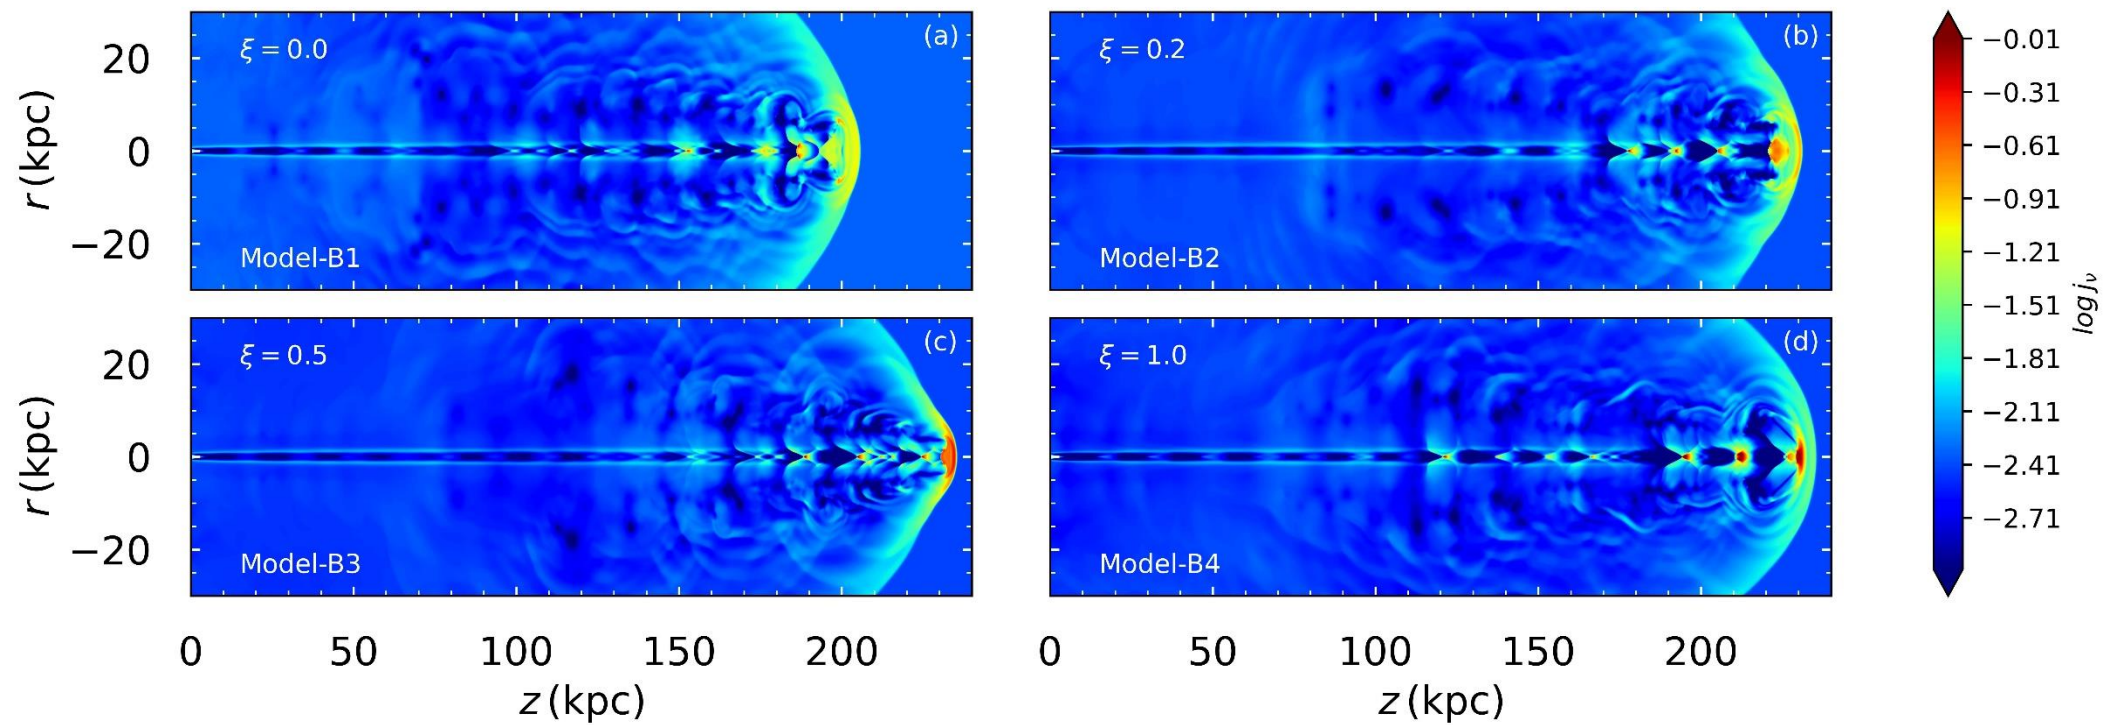 (a)
ξ = 0.0
Model-B1
20
0
−20
r (kpc)
(b)
ξ = 0.2
Model-B2
(c)
ξ = 0.5
Model-B3
20
0
−20
r (kpc)
(d)
ξ = 1.0
Model-B4
0 50 100 150 200
z (kpc)
0 50 100 150 200
z (kpc)
−0.01
−0.31
−0.61
−0.91
−1.21
−1.51
−1.81
−2.11
−2.41
−2.71
log jν